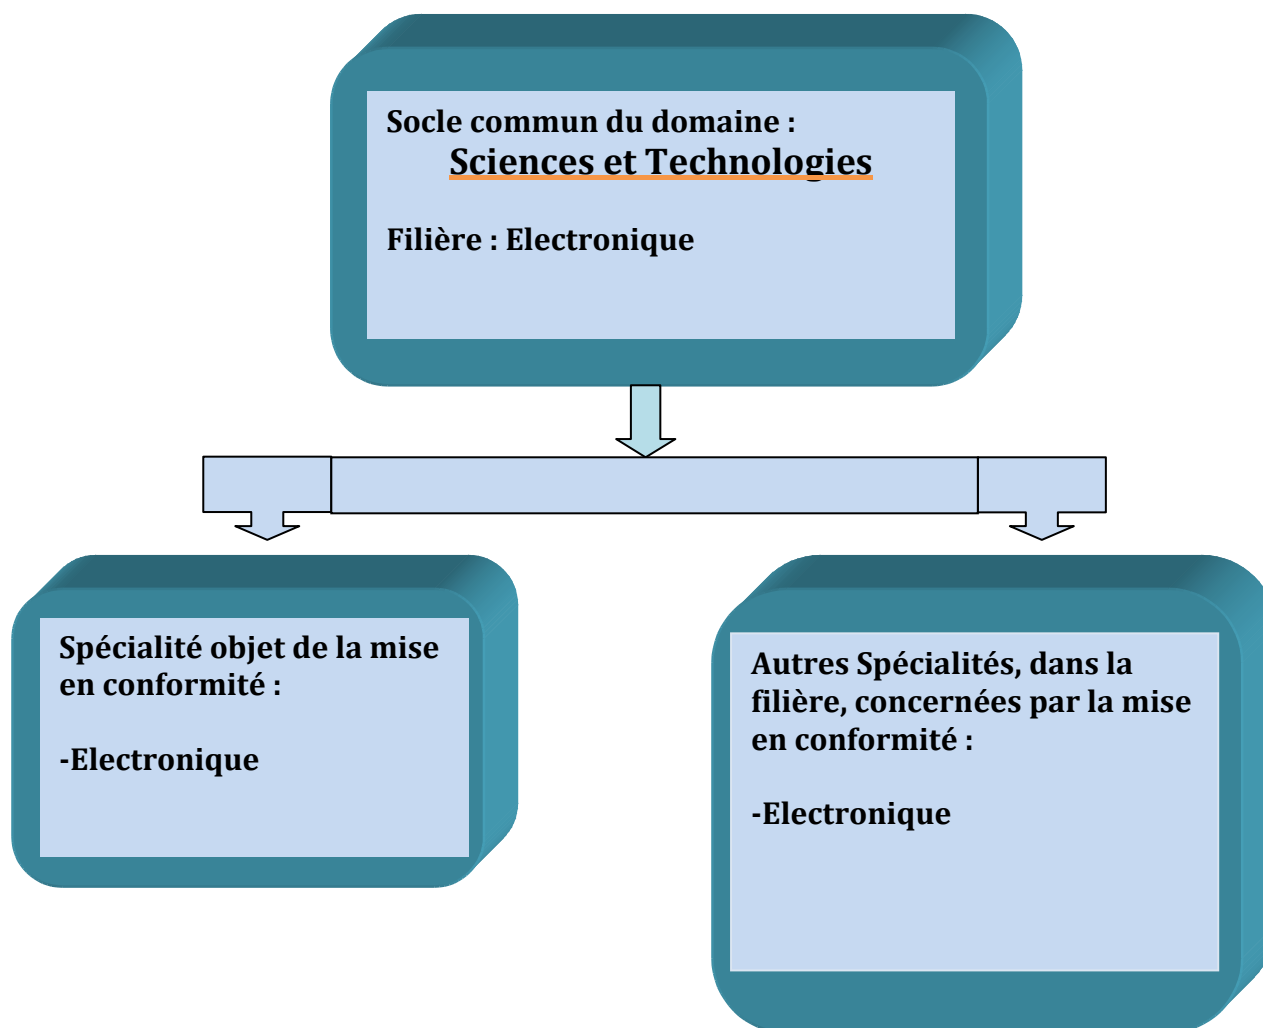 Socle commun du domaine :
Sciences et Technologies
Filière : Electronique
Spécialité objet de la mise
en conformité :
-Electronique
Autres Spécialités, dans la
filière, concernées par la mise
en conformité :
-Electronique